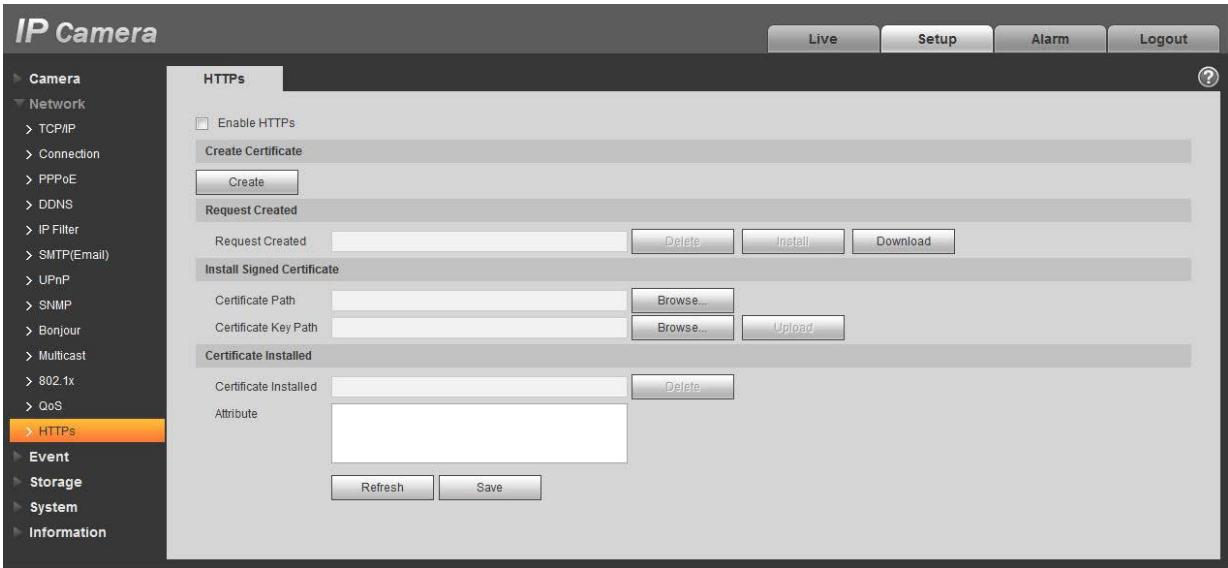 IP Camera
Live Setup Alarm Logout
Camera
Network
TCP/IP
Connection
PPPoE
DDNS
IP Filter
SMTP(Email)
UPnP
SNMP
Bonjour
Multicast
802.1x
QoS
HTTPs
Event
Storage
System
Information
HTTPs
?
Enable HTTPs
Create Certificate
Create
Request Created
Request Created Delete Install Download
Install Signed Certificate
Certificate Path Browse...
Certificate Key Path Browse... Upload
Certificate Installed
Certificate Installed Delete
Attribute
Refresh Save